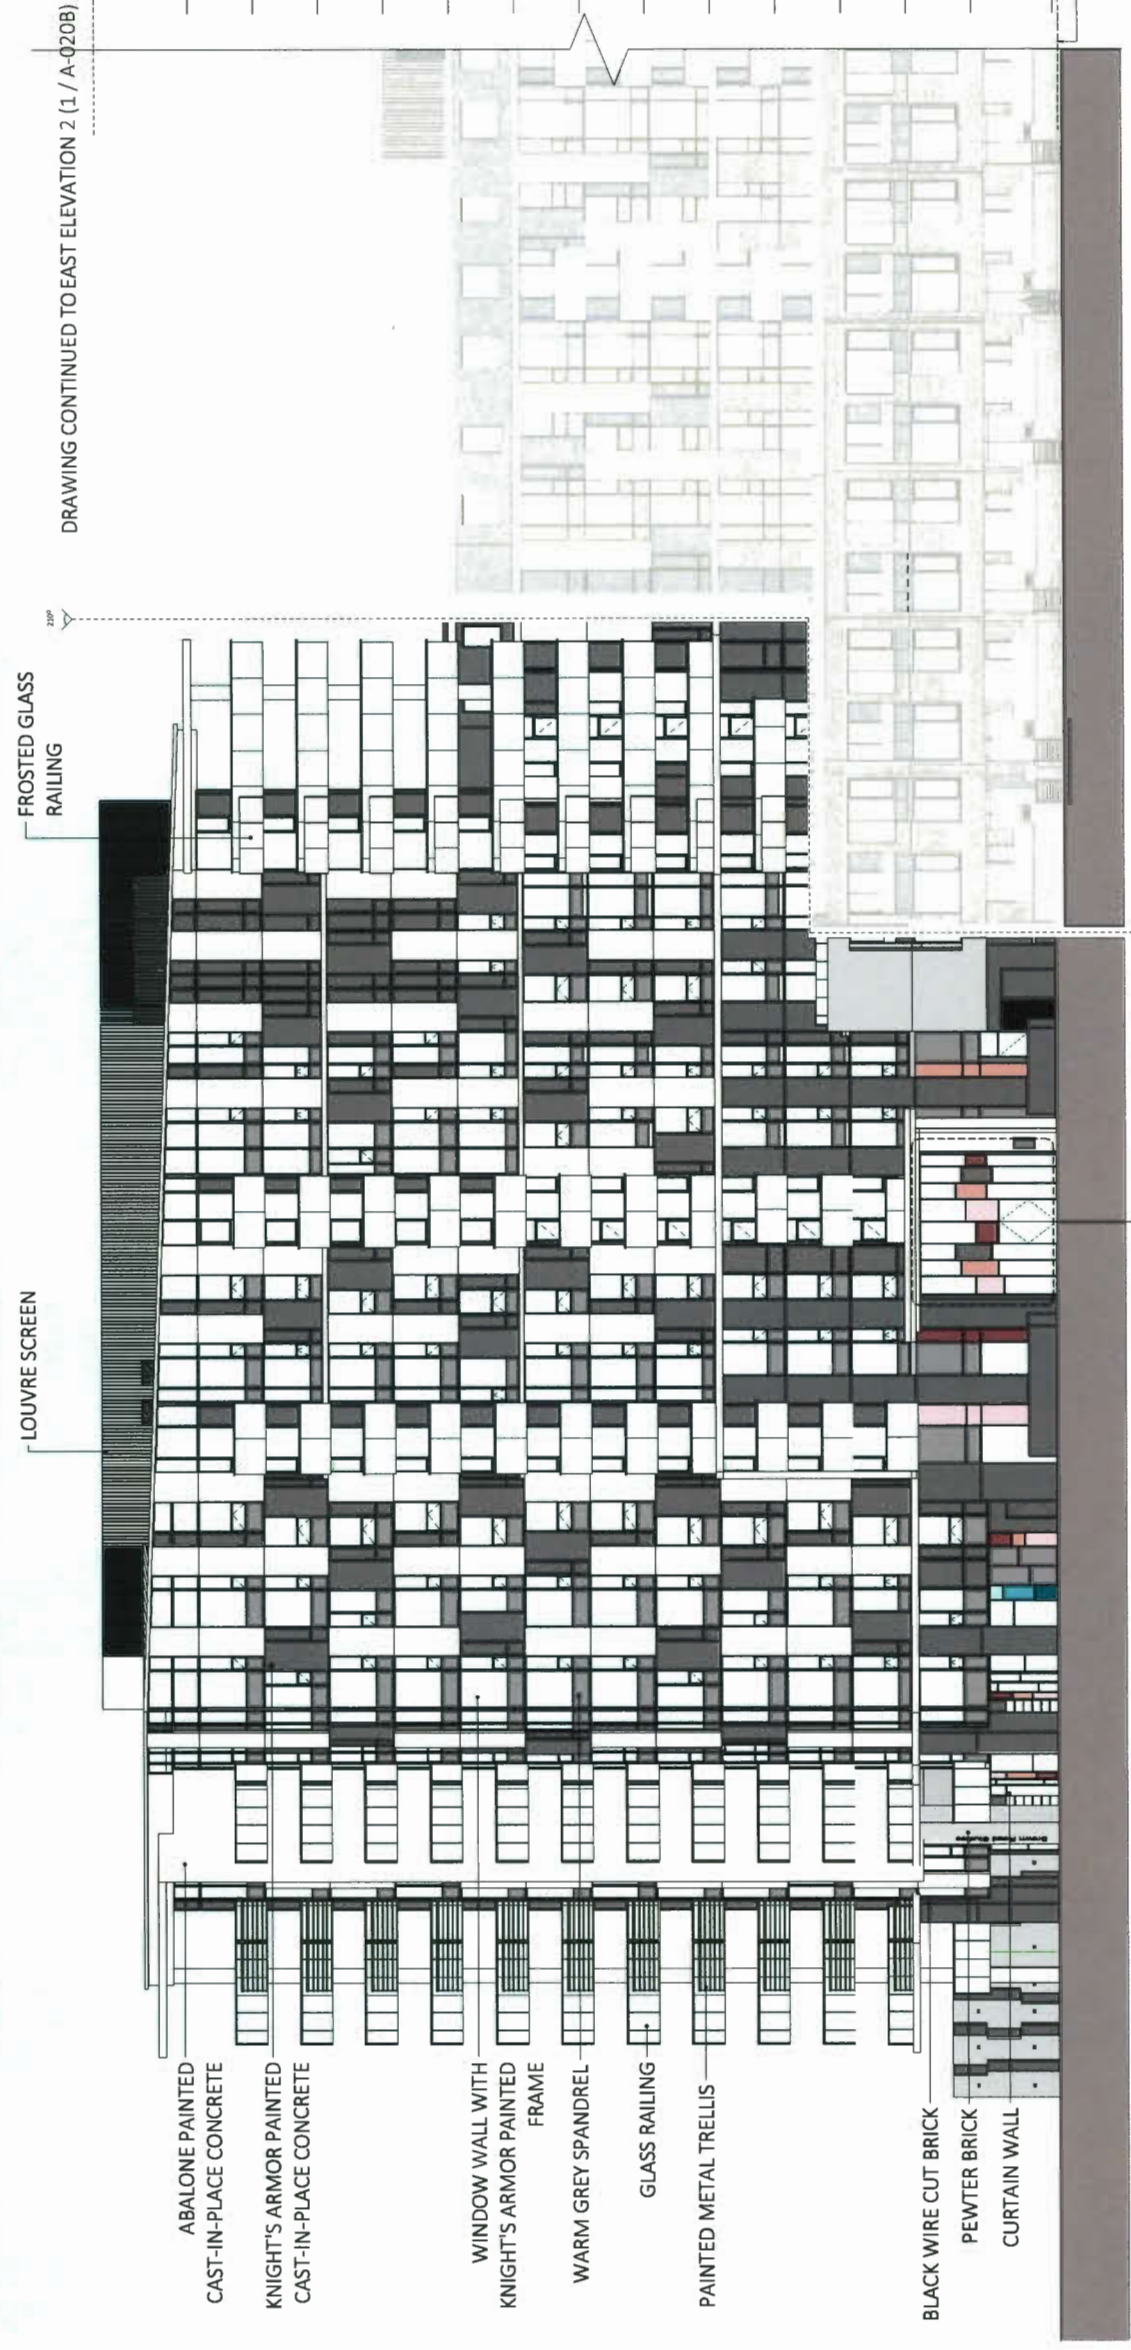 DRAWING CONTINUED TO EAST ELEVATION 2 (1 / A-020B)
210°
FROSTED GLASS
RAILING
LOUVRE SCREEN
ABALONE PAINTED
CAST-IN-PLACE CONCRETE
KNIGHT'S ARMOR PAINTED
CAST-IN-PLACE CONCRETE
WINDOW WALL WITH
KNIGHT'S ARMOR PAINTED
FRAME
WARM GREY SPANDREL
GLASS RAILING
PAINTED METAL TRELLIS
BLACK WIRE CUT BRICK
PEWTER BRICK
CURTAIN WALL